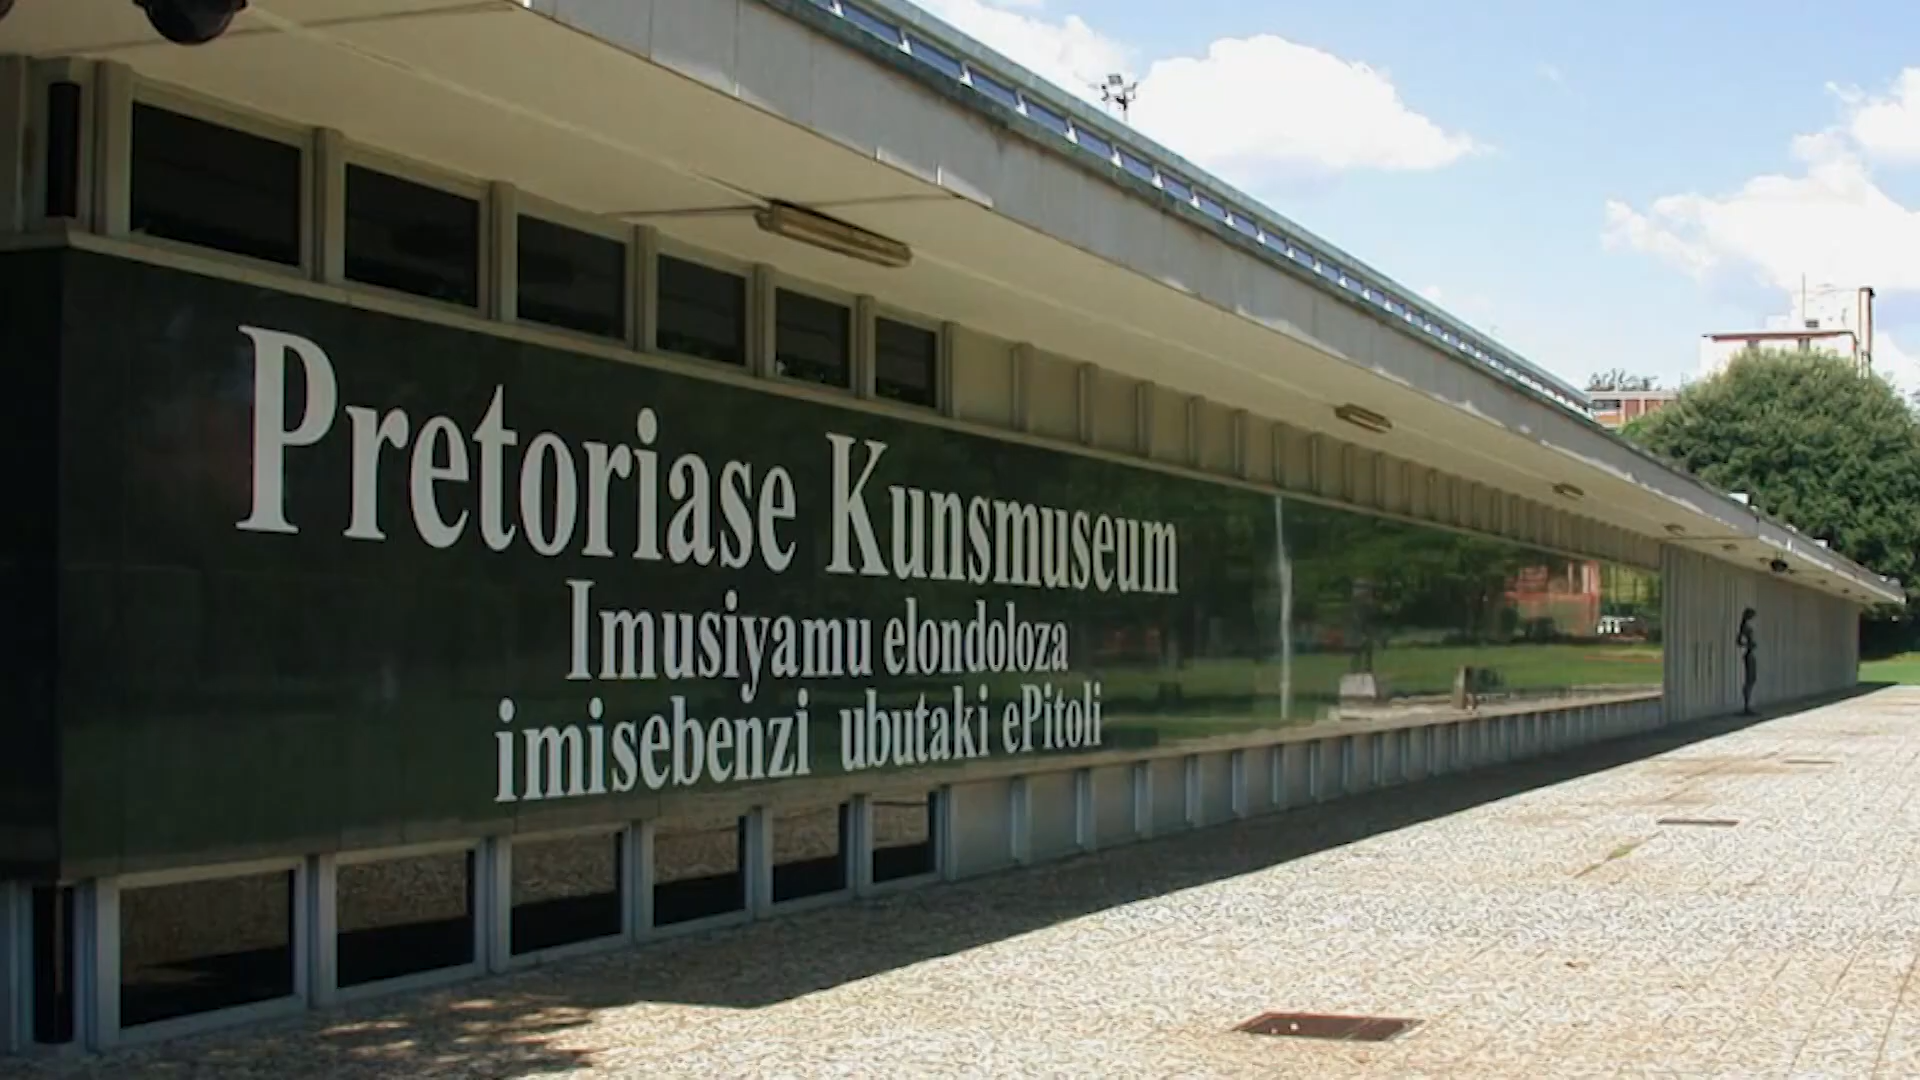 Pretoriase Kunsmuseum
Imusiyamu elondoloza
imisebenzi ubutaki ePitoli